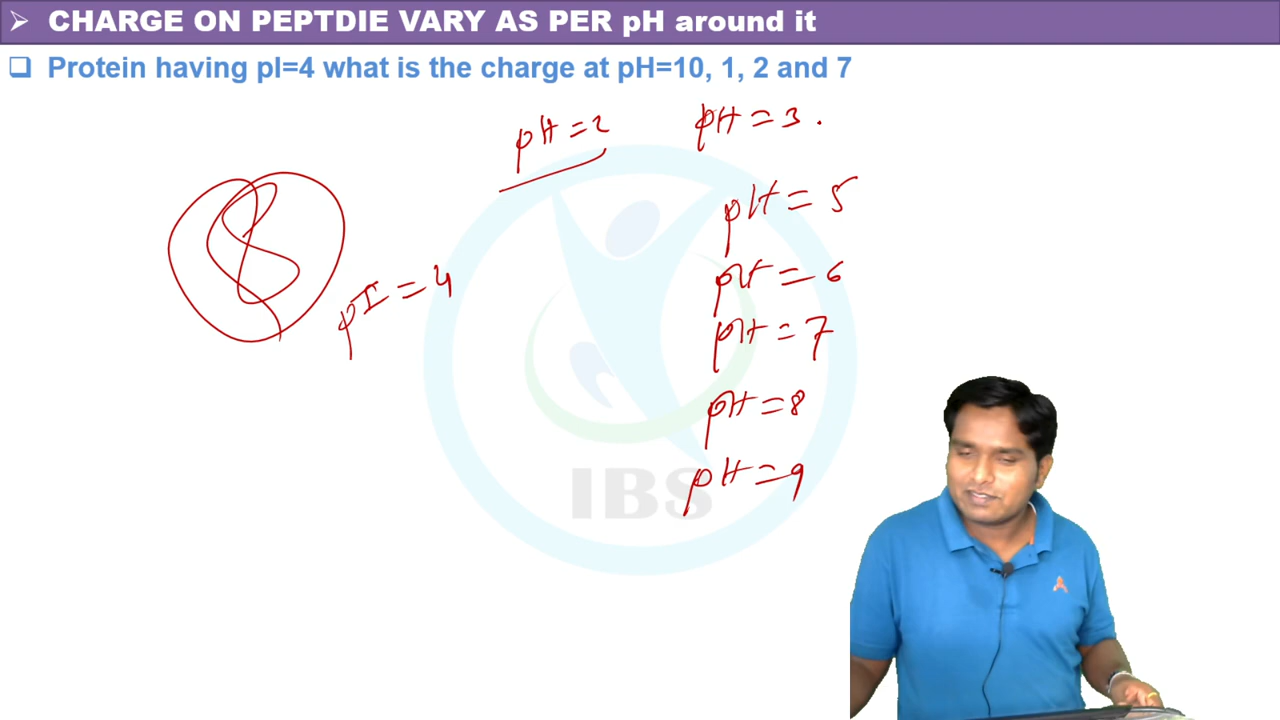 CHARGE ON PEPTDIE VARY AS PER pH around it
Protein having pI=4 what is the charge at pH=10, 1, 2 and 7
pH = 2
pH = 3.
pH = 5
pI = 4
pH = 6
pH = 7
pH = 8
pH = 9
IBS